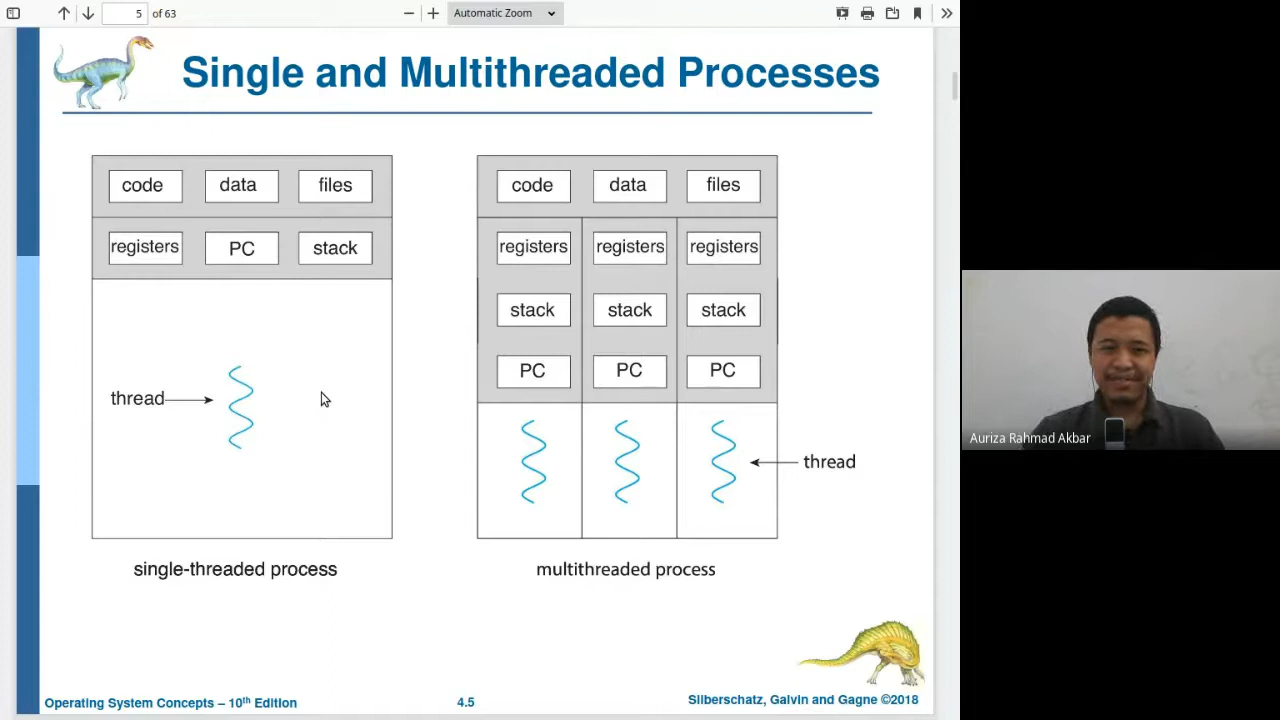 5 of 63
Automatic Zoom
Single and Multithreaded Processes
code data files
registers PC stack
thread
single-threaded process
code data files
registers registers registers
stack stack stack
PC PC PC
thread
multithreaded process
Operating System Concepts – 10th Edition
4.5
Silberschatz, Galvin and Gagne ©2018
Auriza Rahmad Akbar